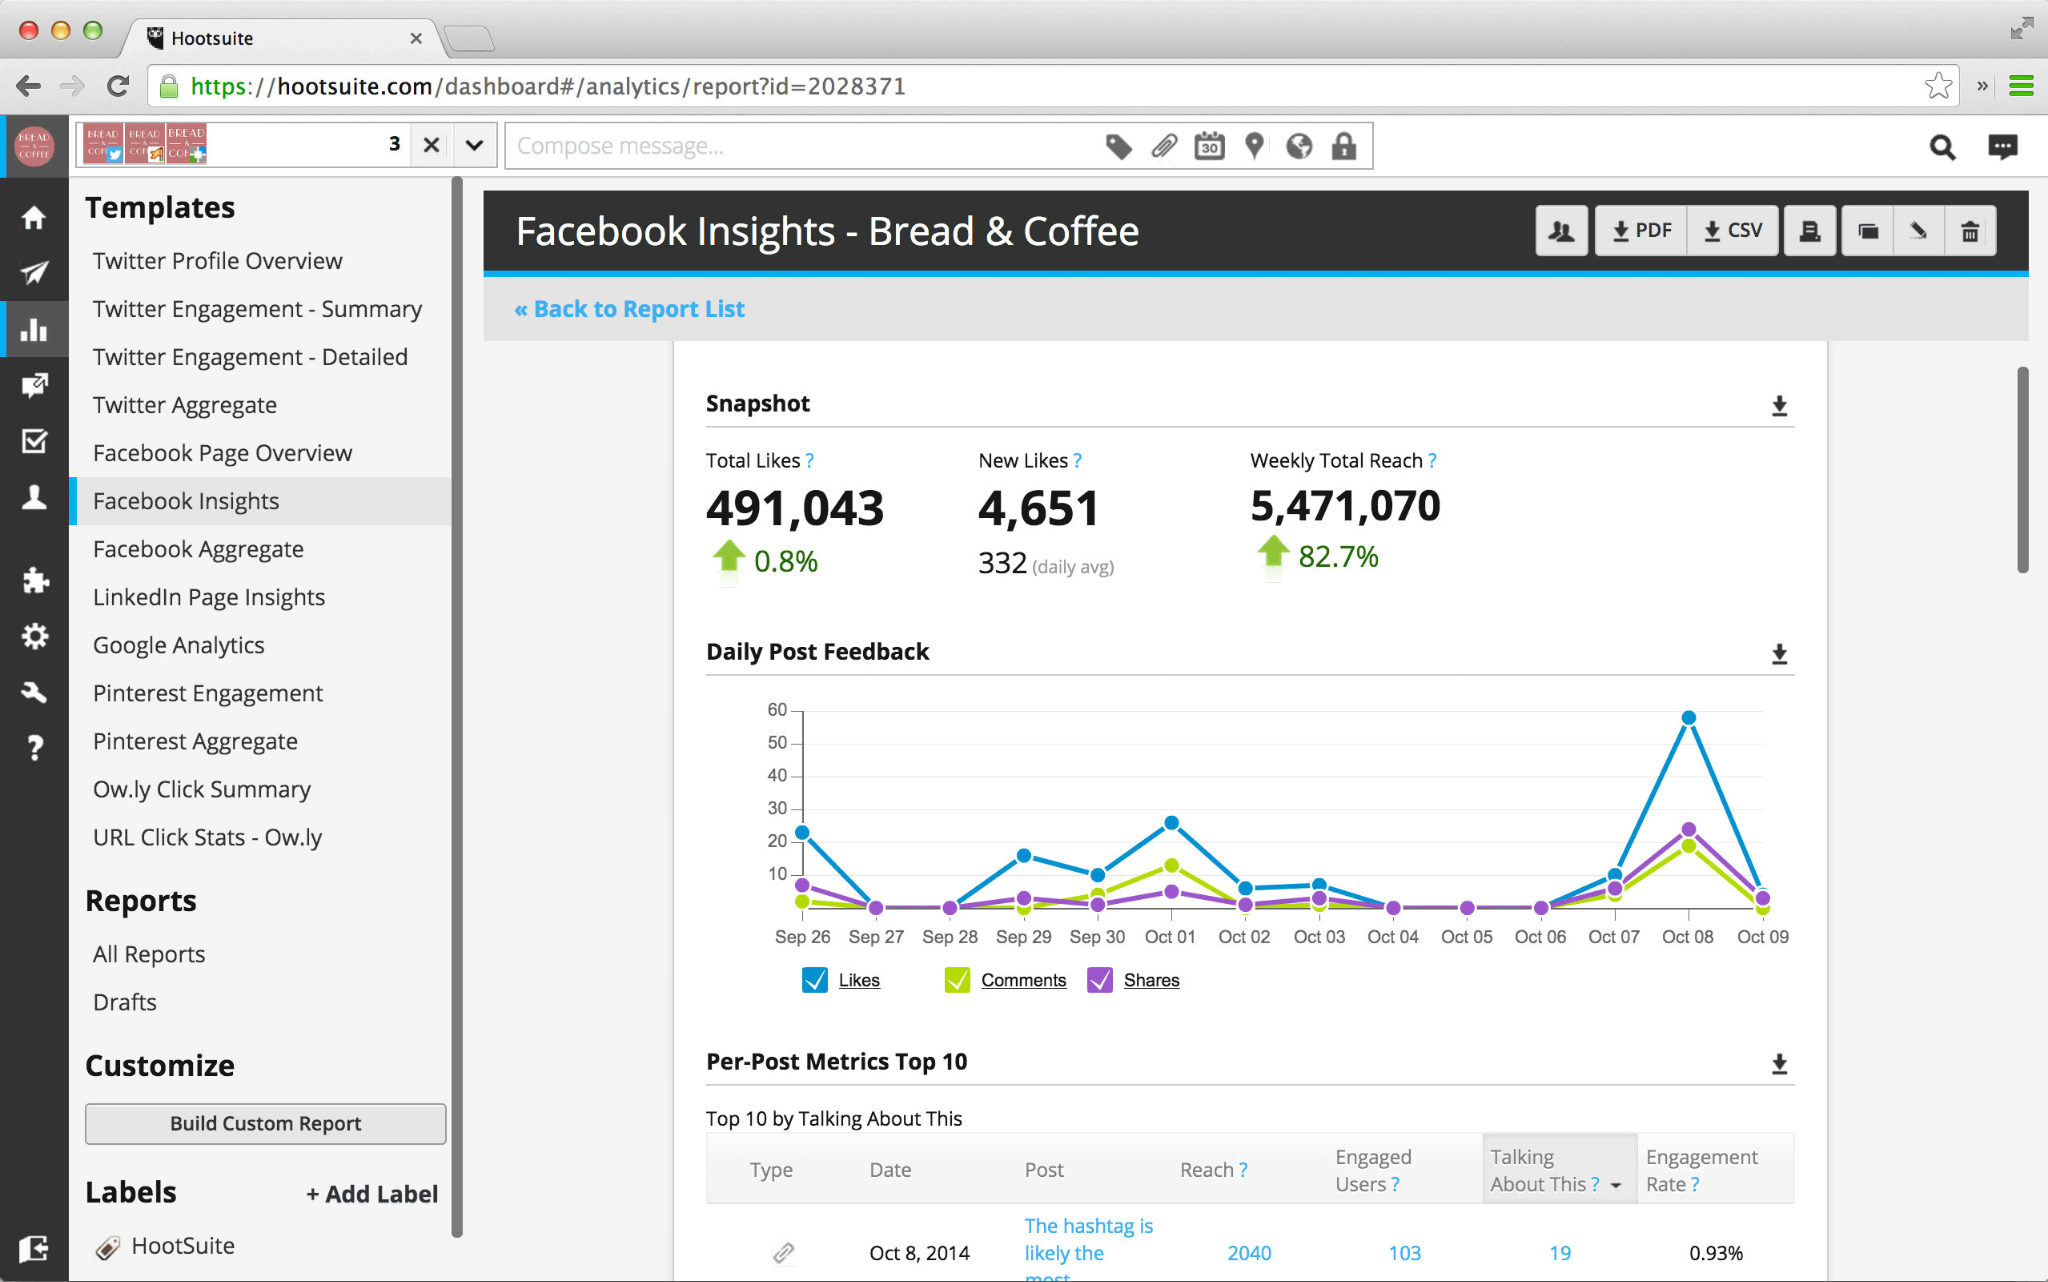 Hootsuite
https://hootsuite.com/dashboard#/analytics/report?id=2028371
BREAD
&
COFFEE
BREAD
&
BREAD
&
BREAD
&
3
Compose message...
30
Templates
Twitter Profile Overview
Twitter Engagement - Summary
Twitter Engagement - Detailed
Twitter Aggregate
Facebook Page Overview
Facebook Insights
Facebook Aggregate
LinkedIn Page Insights
Google Analytics
Pinterest Engagement
Pinterest Aggregate
Ow.ly Click Summary
URL Click Stats - Ow.ly
Reports
All Reports
Drafts
Customize
Build Custom Report
Labels + Add Label
HootSuite
Facebook Insights - Bread & Coffee
PDF CSV
« Back to Report List
Snapshot
Total Likes ? New Likes ? Weekly Total Reach ?
491,043 4,651 5,471,070
0.8% 332 (daily avg) 82.7%
Daily Post Feedback
60
50
40
30
20
10
Sep 26 Sep 27 Sep 28 Sep 29 Sep 30 Oct 01 Oct 02 Oct 03 Oct 04 Oct 05 Oct 06 Oct 07 Oct 08 Oct 09
Likes Comments Shares
Per-Post Metrics Top 10
Top 10 by Talking About This
Type Date Post Reach ? Engaged Users ? Talking About This ? Engagement Rate ?
The hashtag is
Oct 8, 2014 likely the 2040 103 19 0.93%
most